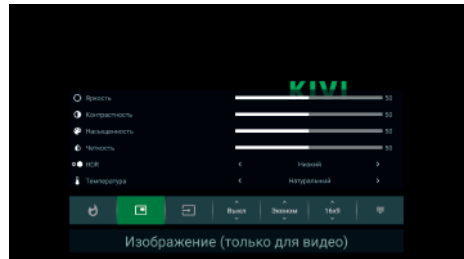 KIVI
Яркость 50
Контрастность 50
Насыщенность 50
Четкость 50
HDR Низкий
Температура Натуральный
Выкл Эконом 16x9
Изображение (только для видео)